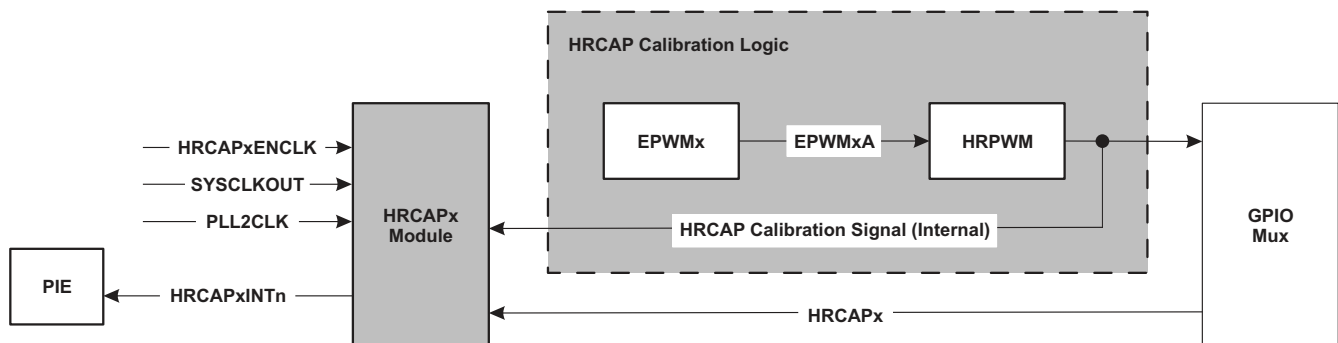 HRCAP Calibration Logic
EPWMx
EPWMxA
HRPWM
HRCAPxENCLK
SYSCLKOUT
PLL2CLK
HRCAPx
Module
HRCAP Calibration Signal (Internal)
GPIO
Mux
PIE
HRCAPxINTn
HRCAPx